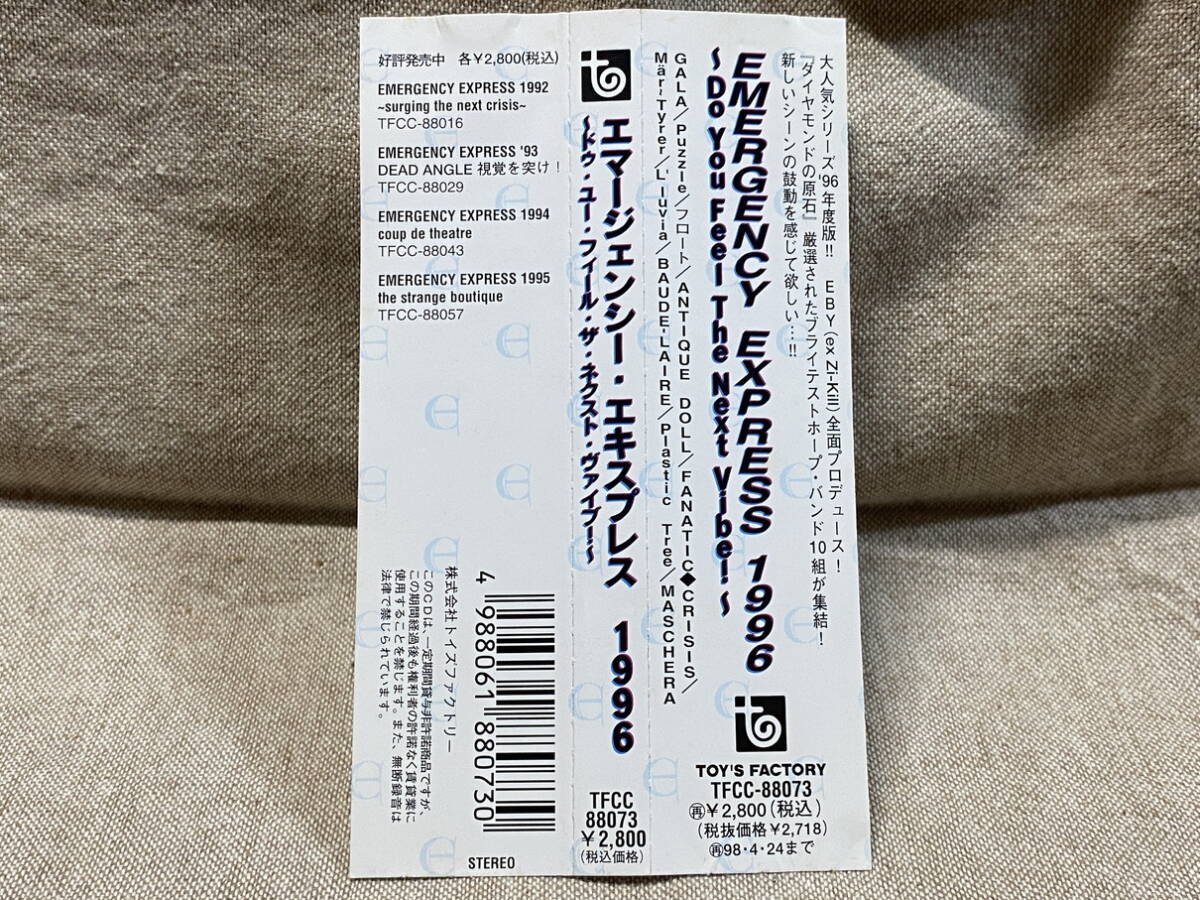 好評発売中 各¥2,800(税込)
EMERGENCY EXPRESS 1992
~surging the next crisis~
TFCC-88016
EMERGENCY EXPRESS '93
DEAD ANGLE 視覚を突け!
TFCC-88029
EMERGENCY EXPRESS 1994
coup de theatre
TFCC-88043
EMERGENCY EXPRESS 1995
the strange boutique
TFCC-88057
株式会社トイズファクトリー
このCDは、一定期間貸与非許諾商品ですが、
この期間経過後も権利者の許諾なく賃貸業に
使用することを禁じます。また、無断録音は
法律で禁じられています。
4 988061 880730
STEREO
エマージェンシー・エキスプレス 1996
~ドゥ・ユー・フィール・ザ・ネクスト・ヴァイブ!~
TFCC
88073
¥2,800
(税込価格)
大人気シリーズ'96年度版!! EBY(ex Zi-Kill)全面プロデュース!
『ダイヤモンドの原石』厳選されたブライテストホープ・バンド10組が集結!
新しいシーンの鼓動を感じて欲しい…!!
EMERGENCY EXPRESS 1996
~Do You Feel The Next Vibe!~
GALA/Puzzle/フロート/ANTIQUE DOLL/FANATIC◆CRISIS/
Mär~Tyrer/L'luvia/BAUDE-LAIRE/Plastic Tree/MASCHERA
TOY'S FACTORY
TFCC-88073
再¥2,800(税込)
(税抜価格¥2,718)
再98・4・24まで